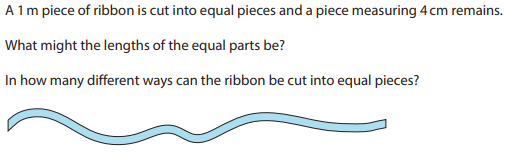 A 1 m piece of ribbon is cut into equal pieces and a piece measuring 4 cm remains.
What might the lengths of the equal parts be?
In how many different ways can the ribbon be cut into equal pieces?